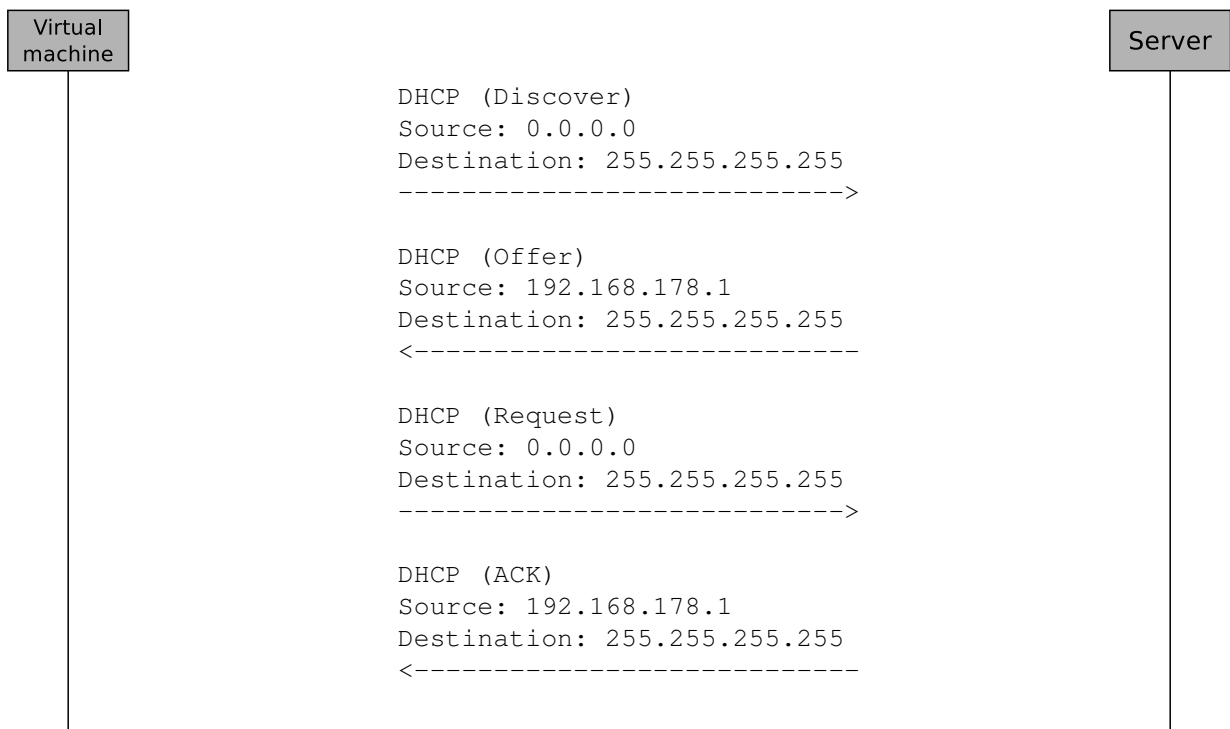 Virtual
machine
Server
DHCP (Discover)
Source: 0.0.0.0
Destination: 255.255.255.255
---------------------------->
DHCP (Offer)
Source: 192.168.178.1
Destination: 255.255.255.255
<----------------------------
DHCP (Request)
Source: 0.0.0.0
Destination: 255.255.255.255
---------------------------->
DHCP (ACK)
Source: 192.168.178.1
Destination: 255.255.255.255
<----------------------------